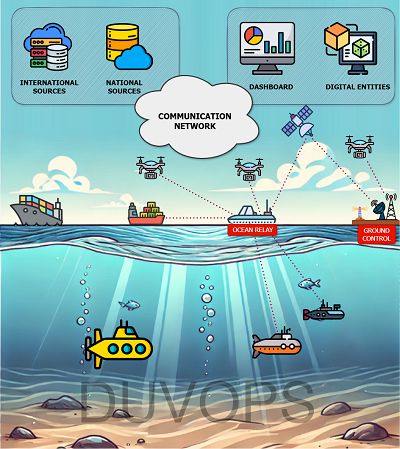 INTERNATIONAL
SOURCES
NATIONAL
SOURCES
DASHBOARD
DIGITAL ENTITIES
COMMUNICATION
NETWORK
OCEAN RELAY
GROUND
CONTROL
DUVOPS